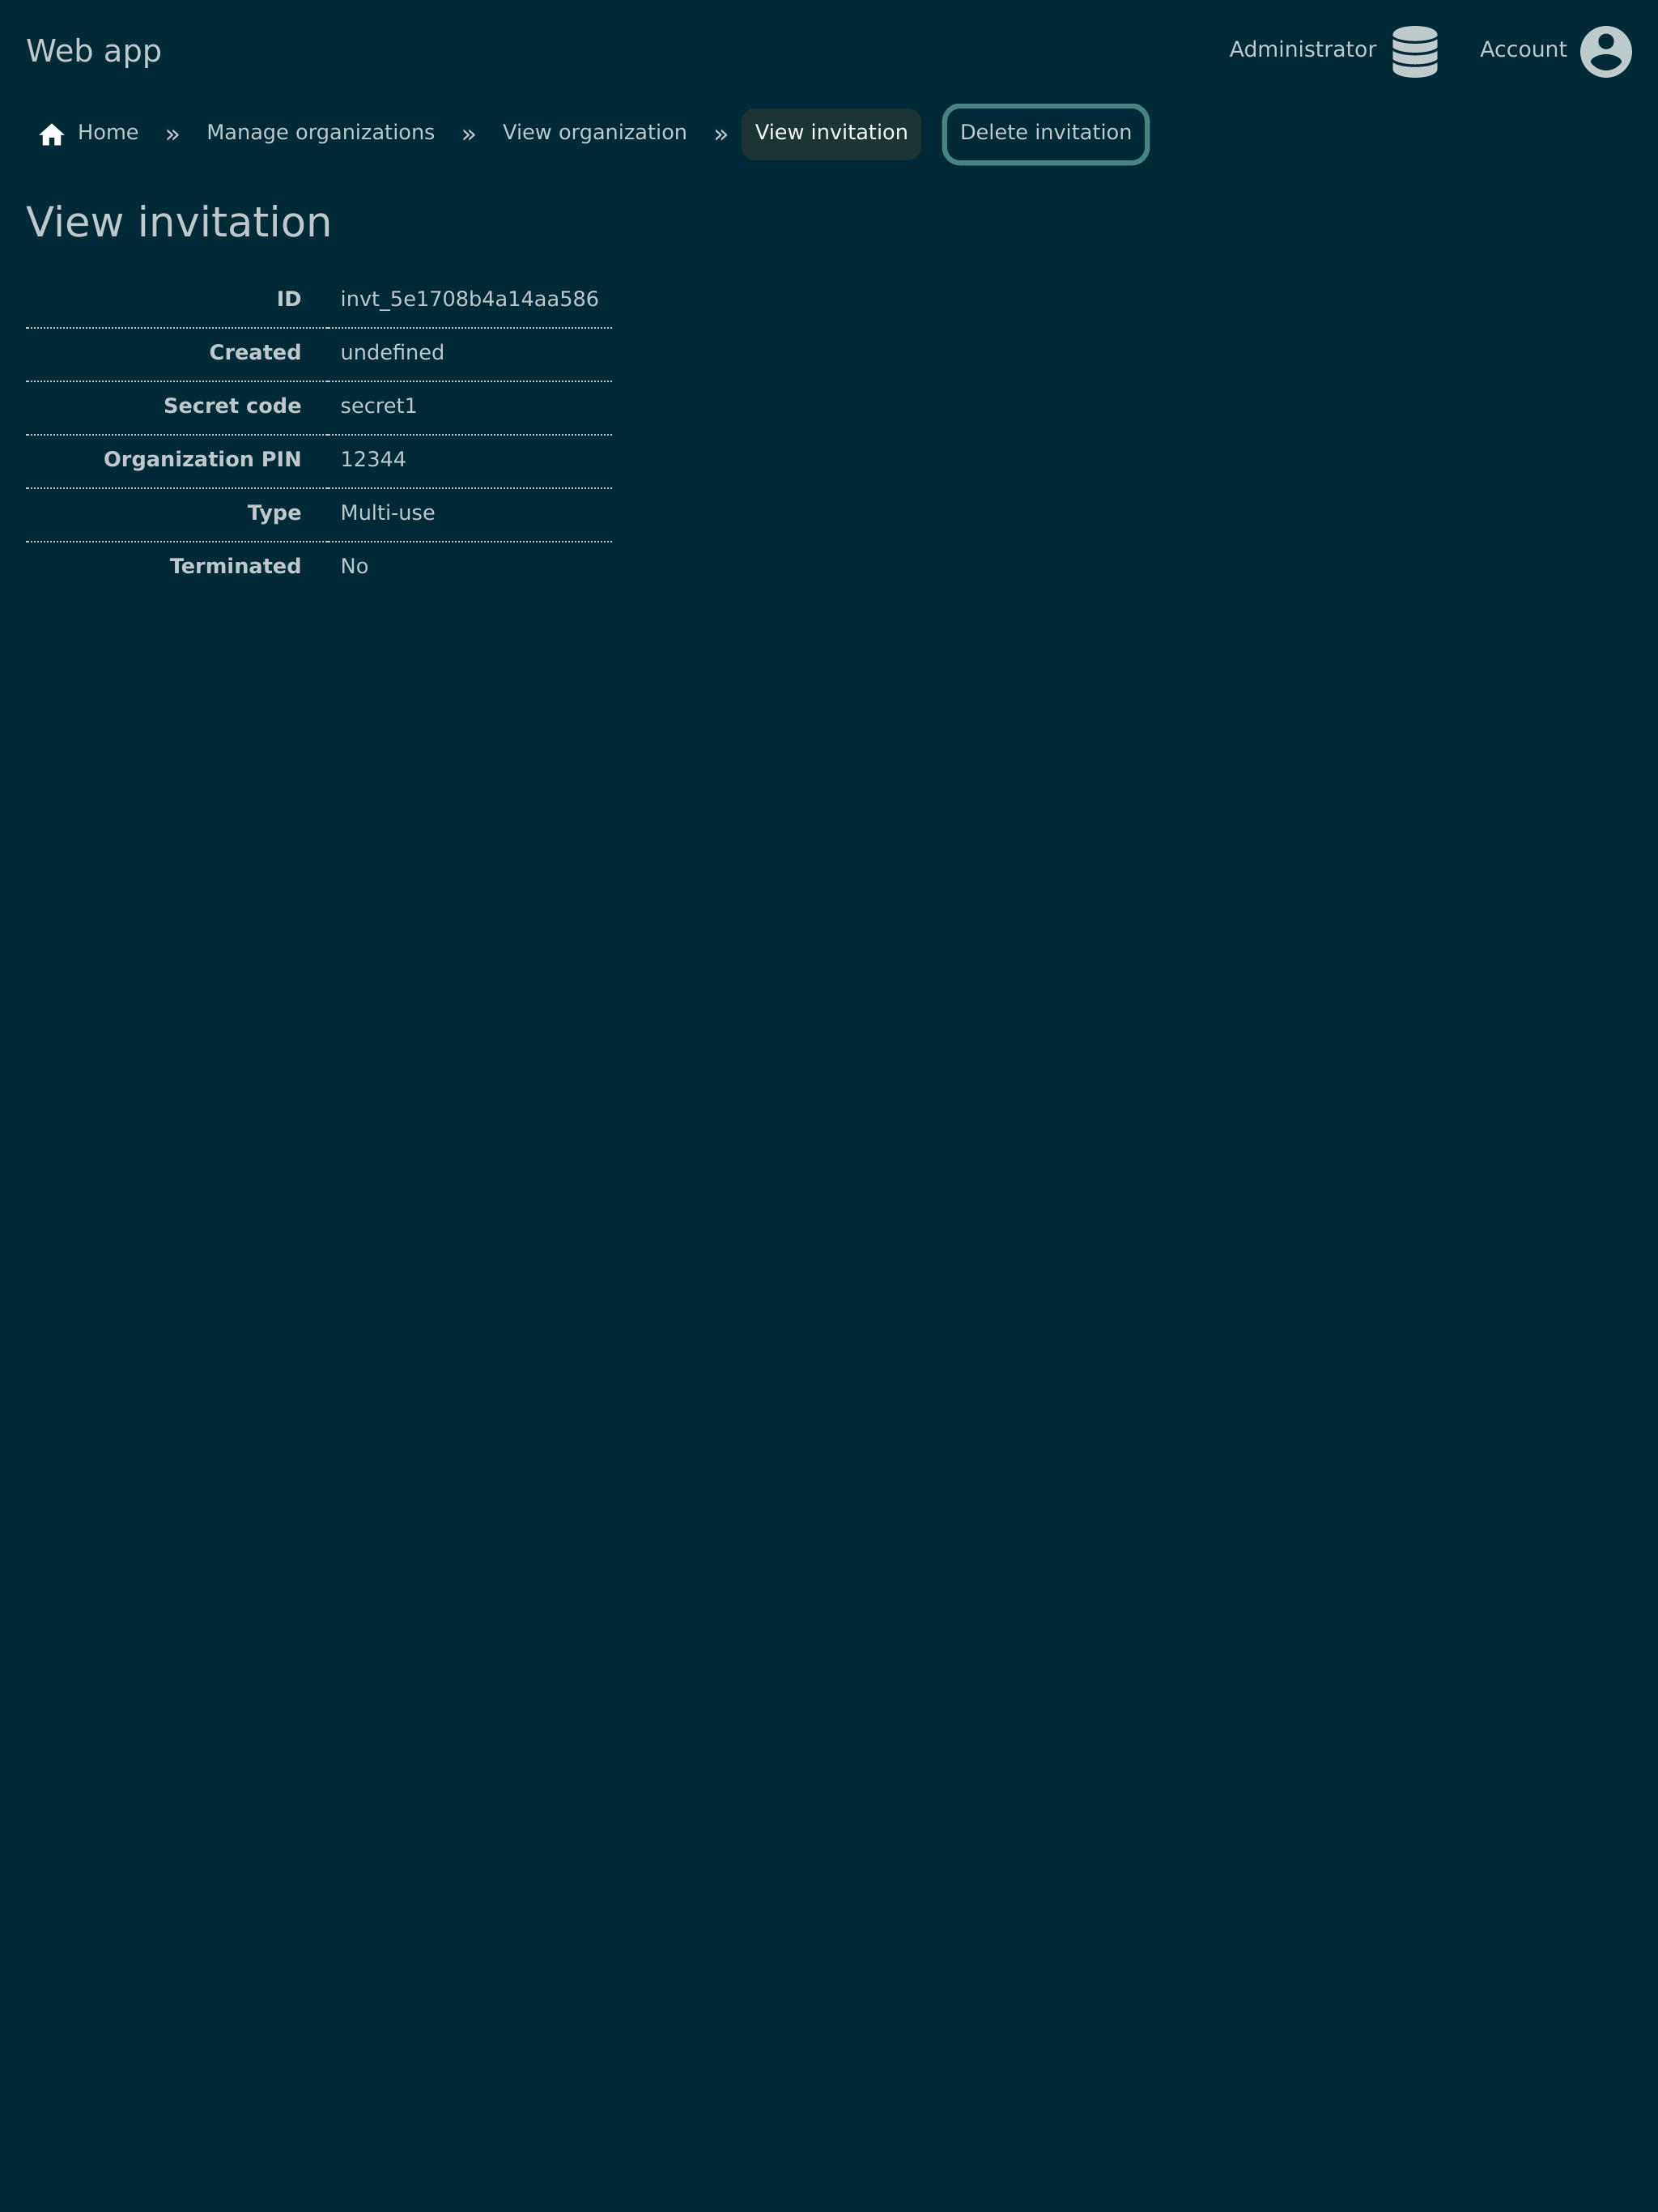 Web app
Administrator
Account
Home » Manage organizations » View organization » View invitation Delete invitation
View invitation
ID invt_5e1708b4a14aa586
Created undefined
Secret code secret1
Organization PIN 12344
Type Multi-use
Terminated No